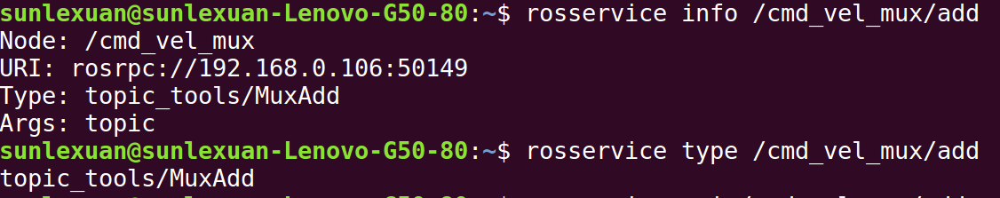 sunlexuan@sunlexuan-Lenovo-G50-80:~$ rosservice info /cmd_vel_mux/add
Node: /cmd_vel_mux
URI: rosrpc://192.168.0.106:50149
Type: topic_tools/MuxAdd
Args: topic
sunlexuan@sunlexuan-Lenovo-G50-80:~$ rosservice type /cmd_vel_mux/add
topic_tools/MuxAdd